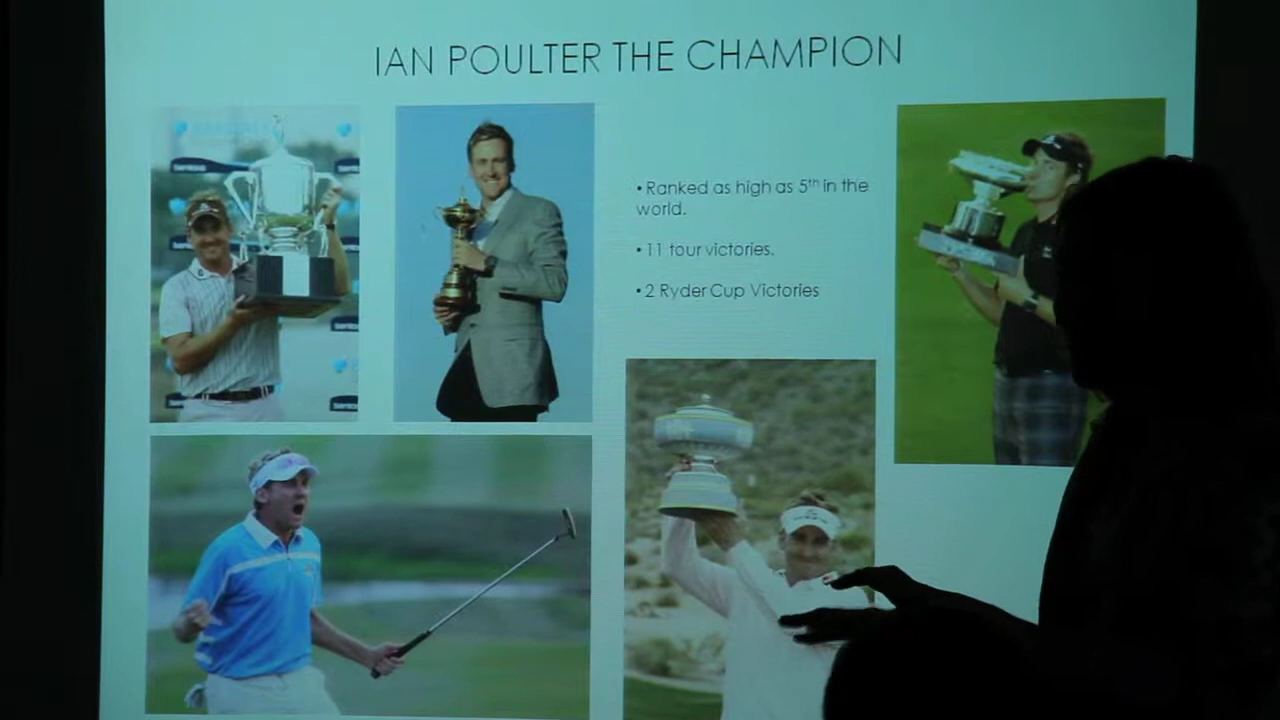 IAN POULTER THE CHAMPION
• Ranked as high as 5th in the
world.
• 11 tour victories.
• 2 Ryder Cup Victories